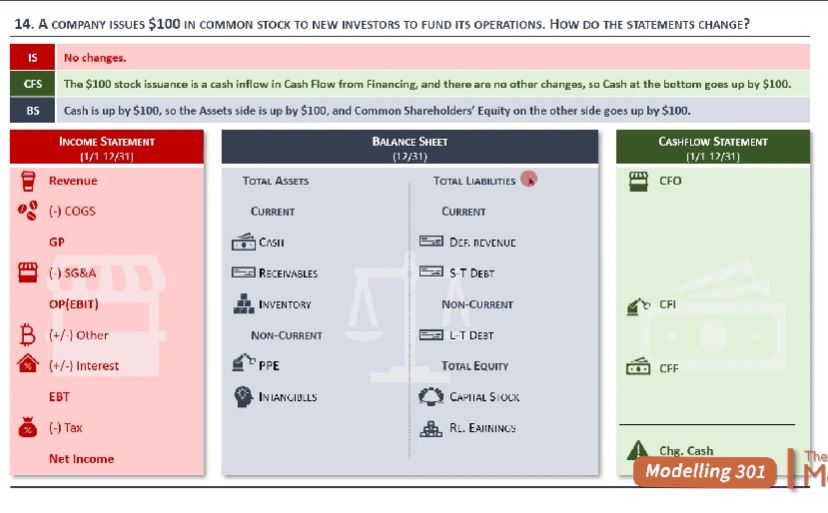 14. A COMPANY ISSUES $100 IN COMMON STOCK TO NEW INVESTORS TO FUND ITS OPERATIONS. HOW DO THE STATEMENTS CHANGE?
IS No changes.
CFS The $100 stock issuance is a cash inflow in Cash Flow from Financing, and there are no other changes, so Cash at the bottom goes up by $100.
BS Cash is up by $100, so the Assets side is up by $100, and Common Shareholders' Equity on the other side goes up by $100.
INCOME STATEMENT
(1/1 12/31)
Revenue
(-) COGS
GP
(-) SG&A
OP(EBIT)
(+/-) Other
(+/-) Interest
EBT
(-) Tax
Net Income
BALANCE SHEET
(12/31)
TOTAL ASSETS
CURRENT
CASH
RECEIVABLES
INVENTORY
NON-CURRENT
PPE
INTANGIBLES
TOTAL LIABILITIES
CURRENT
DEF. REVENUE
S-T DEBT
NON-CURRENT
L-T DEBT
TOTAL EQUITY
CAPITAL STOCK
RL. EARNINGS
CASHFLOW STATEMENT
(1/1 12/31)
CFO
CFI
CFF
Chg. Cash
Modelling 301
The